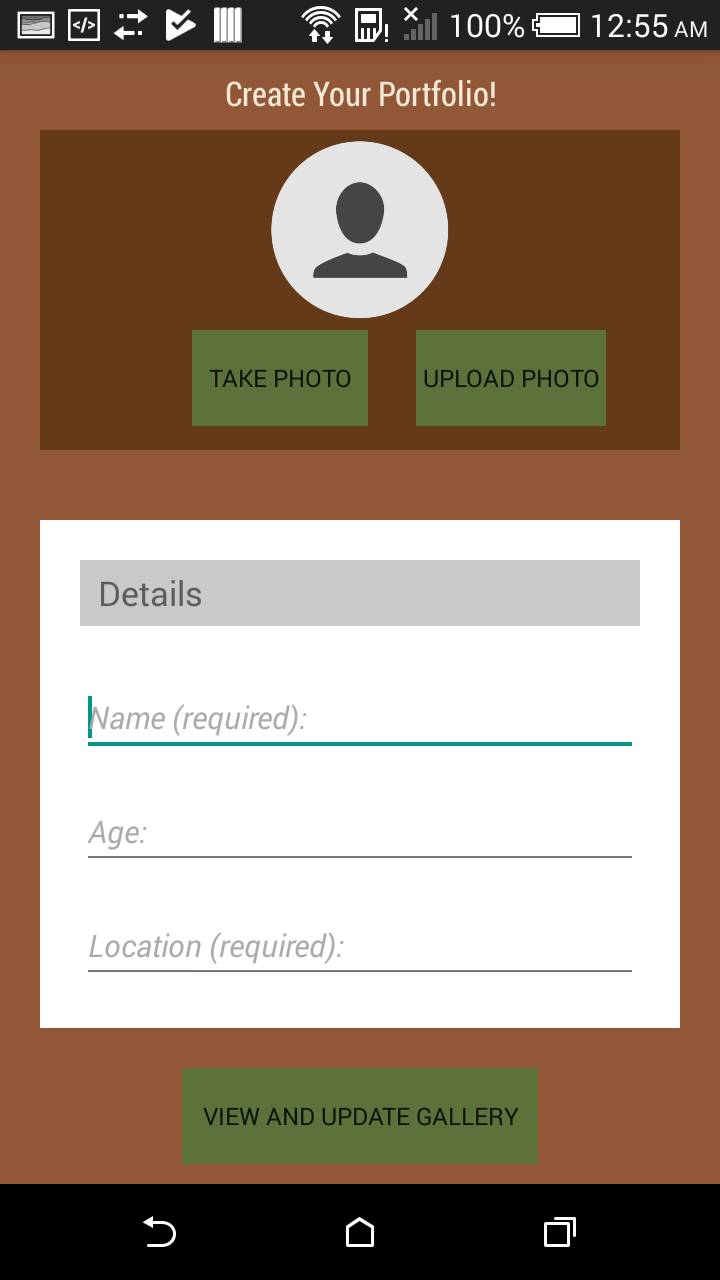 100% 12:55 AM
Create Your Portfolio!
TAKE PHOTO UPLOAD PHOTO
Details
Name (required):
Age:
Location (required):
VIEW AND UPDATE GALLERY